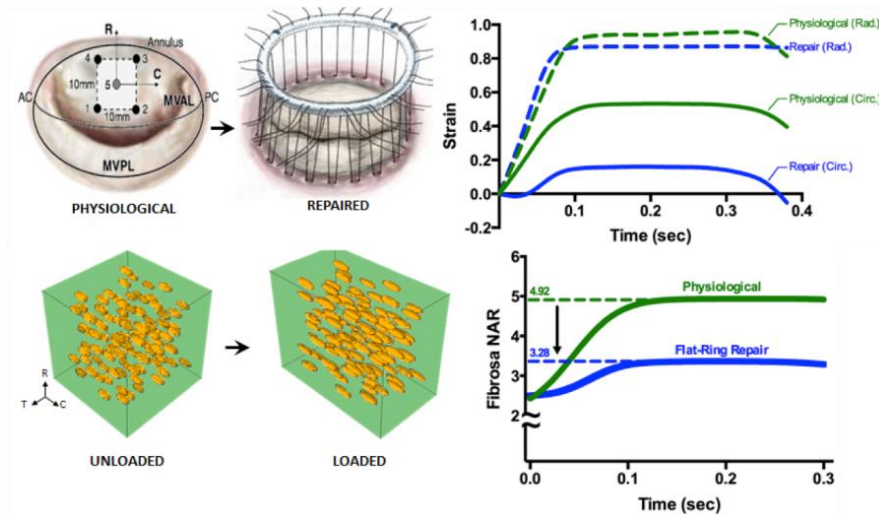 R
Annulus
4
3
10mm
5
C
AC
PC
MVAL
1
2
10mm
MVPL
PHYSIOLOGICAL
REPAIRED
Strain
1.0
0.8
0.6
0.4
0.2
0.0
-0.2
0.1
0.2
0.3
0.4
Time (sec)
Physiological (Rad.)
Repair (Rad.)
Physiological (Circ.)
Repair (Circ.)
R
T
C
UNLOADED
LOADED
Fibrosa NAR
6
5
4
3
2
4.92
3.28
Physiological
Flat-Ring Repair
0.0
0.1
0.2
0.3
Time (sec)